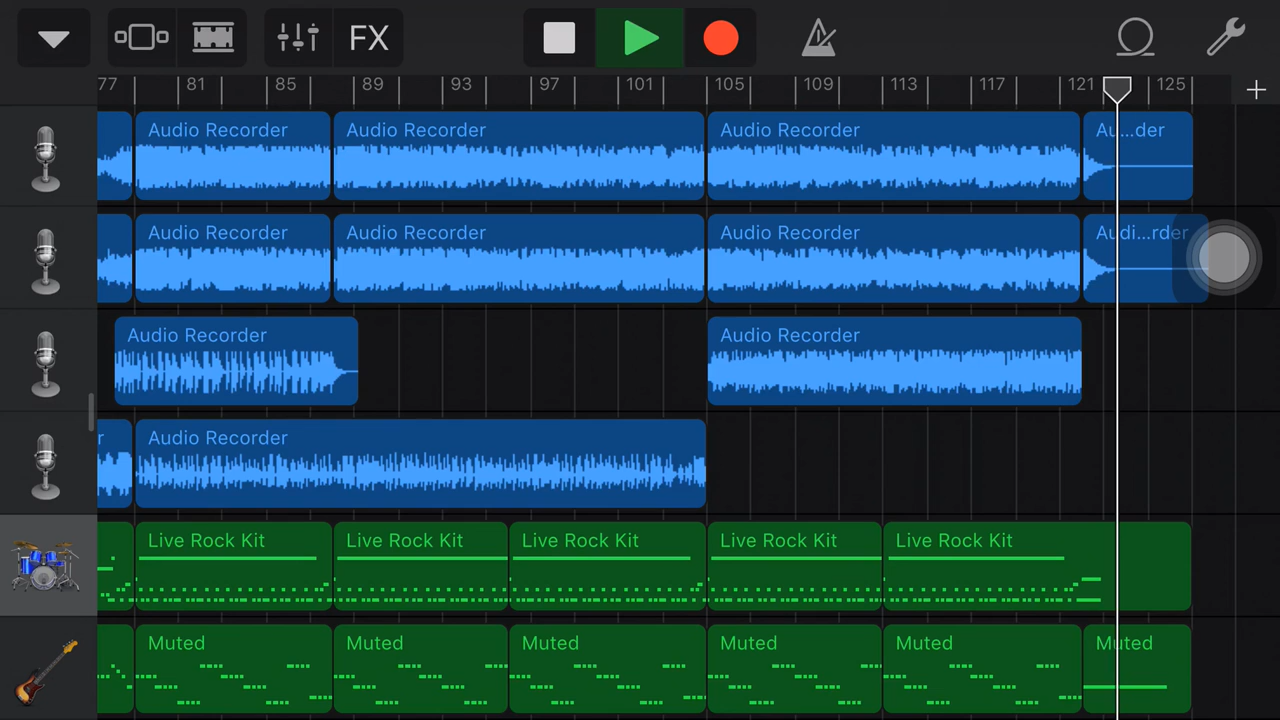 FX
77 81 85 89 93 97 101 105 109 113 117 121 125
Audio Recorder Audio Recorder Audio Recorder Au...der
Audio Recorder Audio Recorder Audio Recorder Audi...rder
Audio Recorder Audio Recorder
r Audio Recorder
Live Rock Kit Live Rock Kit Live Rock Kit Live Rock Kit Live Rock Kit
Muted Muted Muted Muted Muted Muted